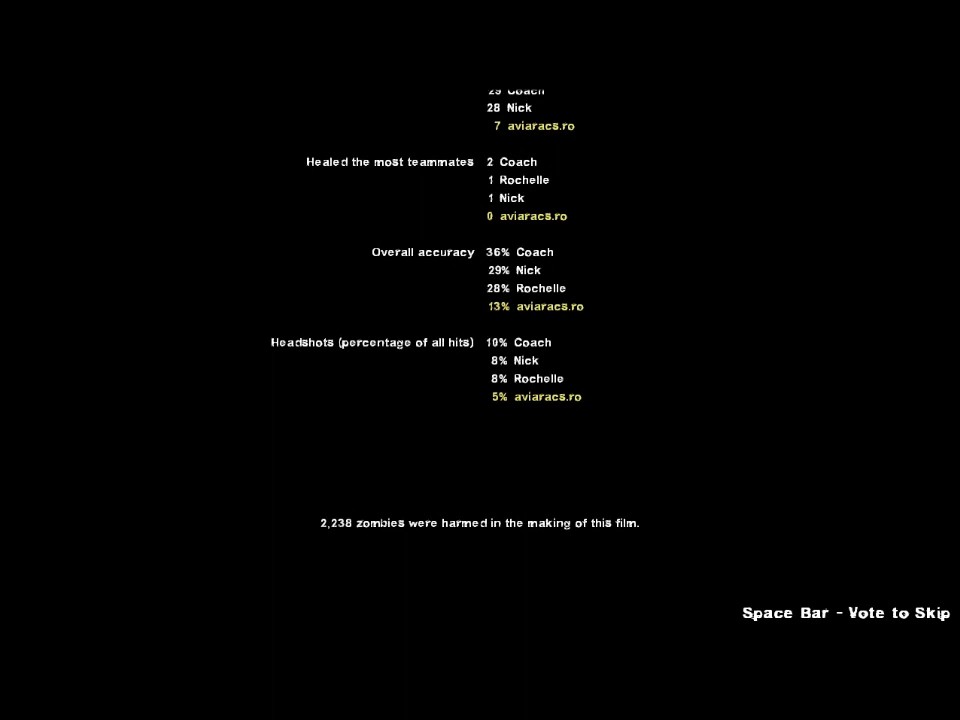 29 Coach
28 Nick
7 aviaracs.ro
Healed the most teammates 2 Coach
1 Rochelle
1 Nick
0 aviaracs.ro
Overall accuracy 36% Coach
29% Nick
28% Rochelle
13% aviaracs.ro
Headshots (percentage of all hits) 10% Coach
8% Nick
8% Rochelle
5% aviaracs.ro
2,238 zombies were harmed in the making of this film.
Space Bar - Vote to Skip